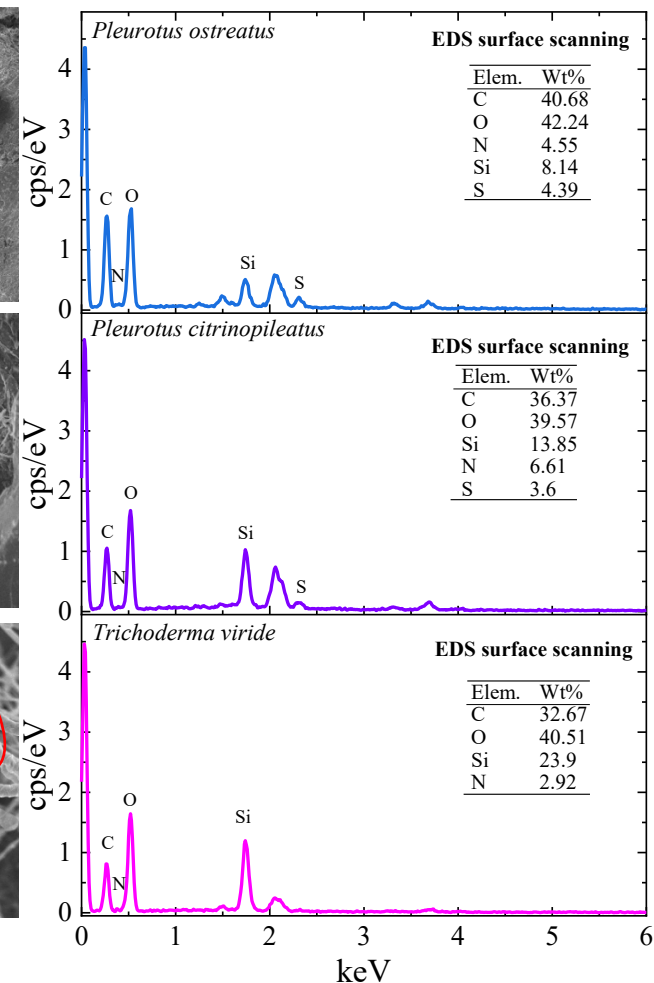 Pleurotus ostreatus
EDS surface scanning
Elem. Wt%
C 40.68
O 42.24
N 4.55
Si 8.14
S 4.39
cps/eV
4
3
2
1
0
C
N
O
Si
S
Pleurotus citrinopileatus
EDS surface scanning
Elem. Wt%
C 36.37
O 39.57
Si 13.85
N 6.61
S 3.6
cps/eV
4
3
2
1
0
C
N
O
Si
S
Trichoderma viride
EDS surface scanning
Elem. Wt%
C 32.67
O 40.51
Si 23.9
N 2.92
cps/eV
4
3
2
1
0
C
N
O
Si
0 1 2 3 4 5 6
keV